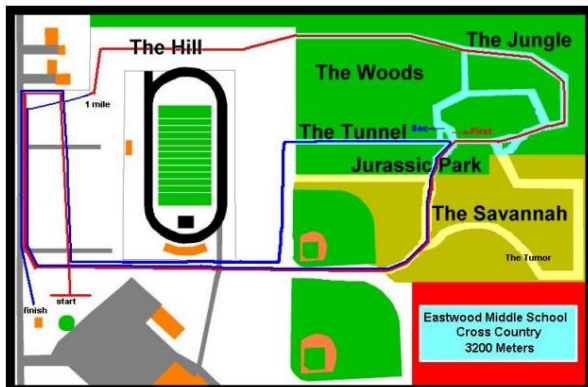 The Hill
The Jungle
The Woods
1 mile
The Tunnel
Sec
First
Jurassic Park
The Savannah
The Tumor
start
finish
Eastwood Middle School
Cross Country
3200 Meters